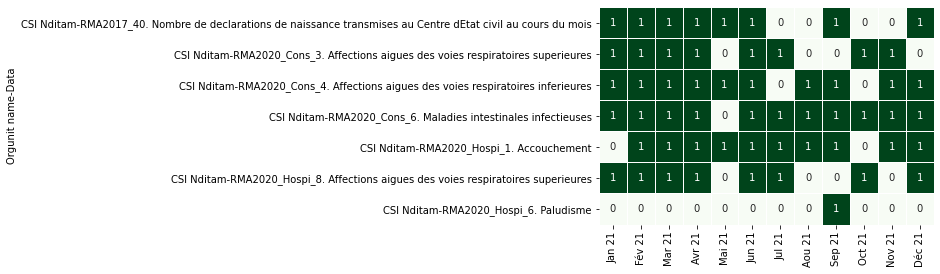 Orgunit name-Data
CSI Nditam-RMA2017_40. Nombre de declarations de naissance transmises au Centre dEtat civil au cours du mois 1 1 1 1 1 1 0 0 1 0 0 1
CSI Nditam-RMA2020_Cons_3. Affections aigues des voies respiratoires superieures 1 1 1 1 0 1 1 0 0 1 1 0
CSI Nditam-RMA2020_Cons_4. Affections aigues des voies respiratoires inferieures 1 1 1 1 1 1 0 1 1 0 1 1
CSI Nditam-RMA2020_Cons_6. Maladies intestinales infectieuses 1 1 1 1 0 1 1 1 1 1 1 1
CSI Nditam-RMA2020_Hospi_1. Accouchement 0 1 1 1 1 1 1 1 1 0 1 1
CSI Nditam-RMA2020_Hospi_8. Affections aigues des voies respiratoires superieures 1 1 1 1 0 1 1 0 0 1 0 1
CSI Nditam-RMA2020_Hospi_6. Paludisme 0 0 0 0 0 0 0 0 1 0 0 0
Jan 21 Fév 21 Mar 21 Avr 21 Mai 21 Jun 21 Jul 21 Aou 21 Sep 21 Oct 21 Nov 21 Déc 21